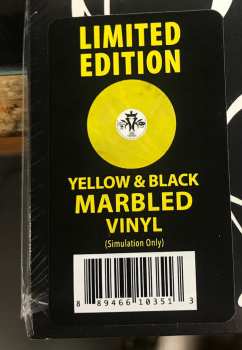 LIMITED
EDITION
YELLOW & BLACK
MARBLED
VINYL
(Simulation Only)
8 89466 10351 3